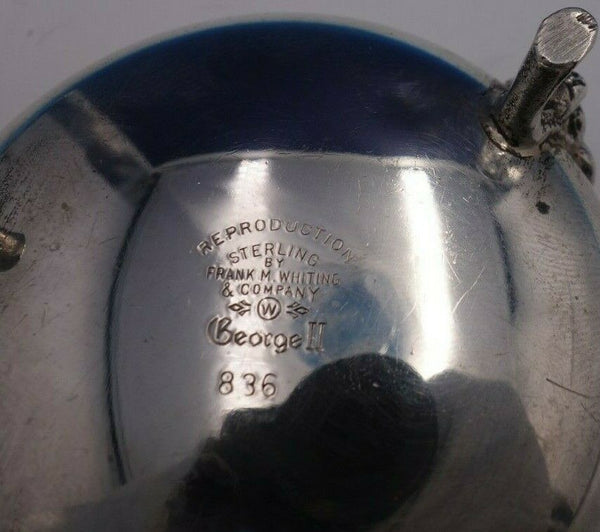 REPRODUCTION
STERLING
BY
FRANK M. WHITING
& COMPANY
W
George II
836